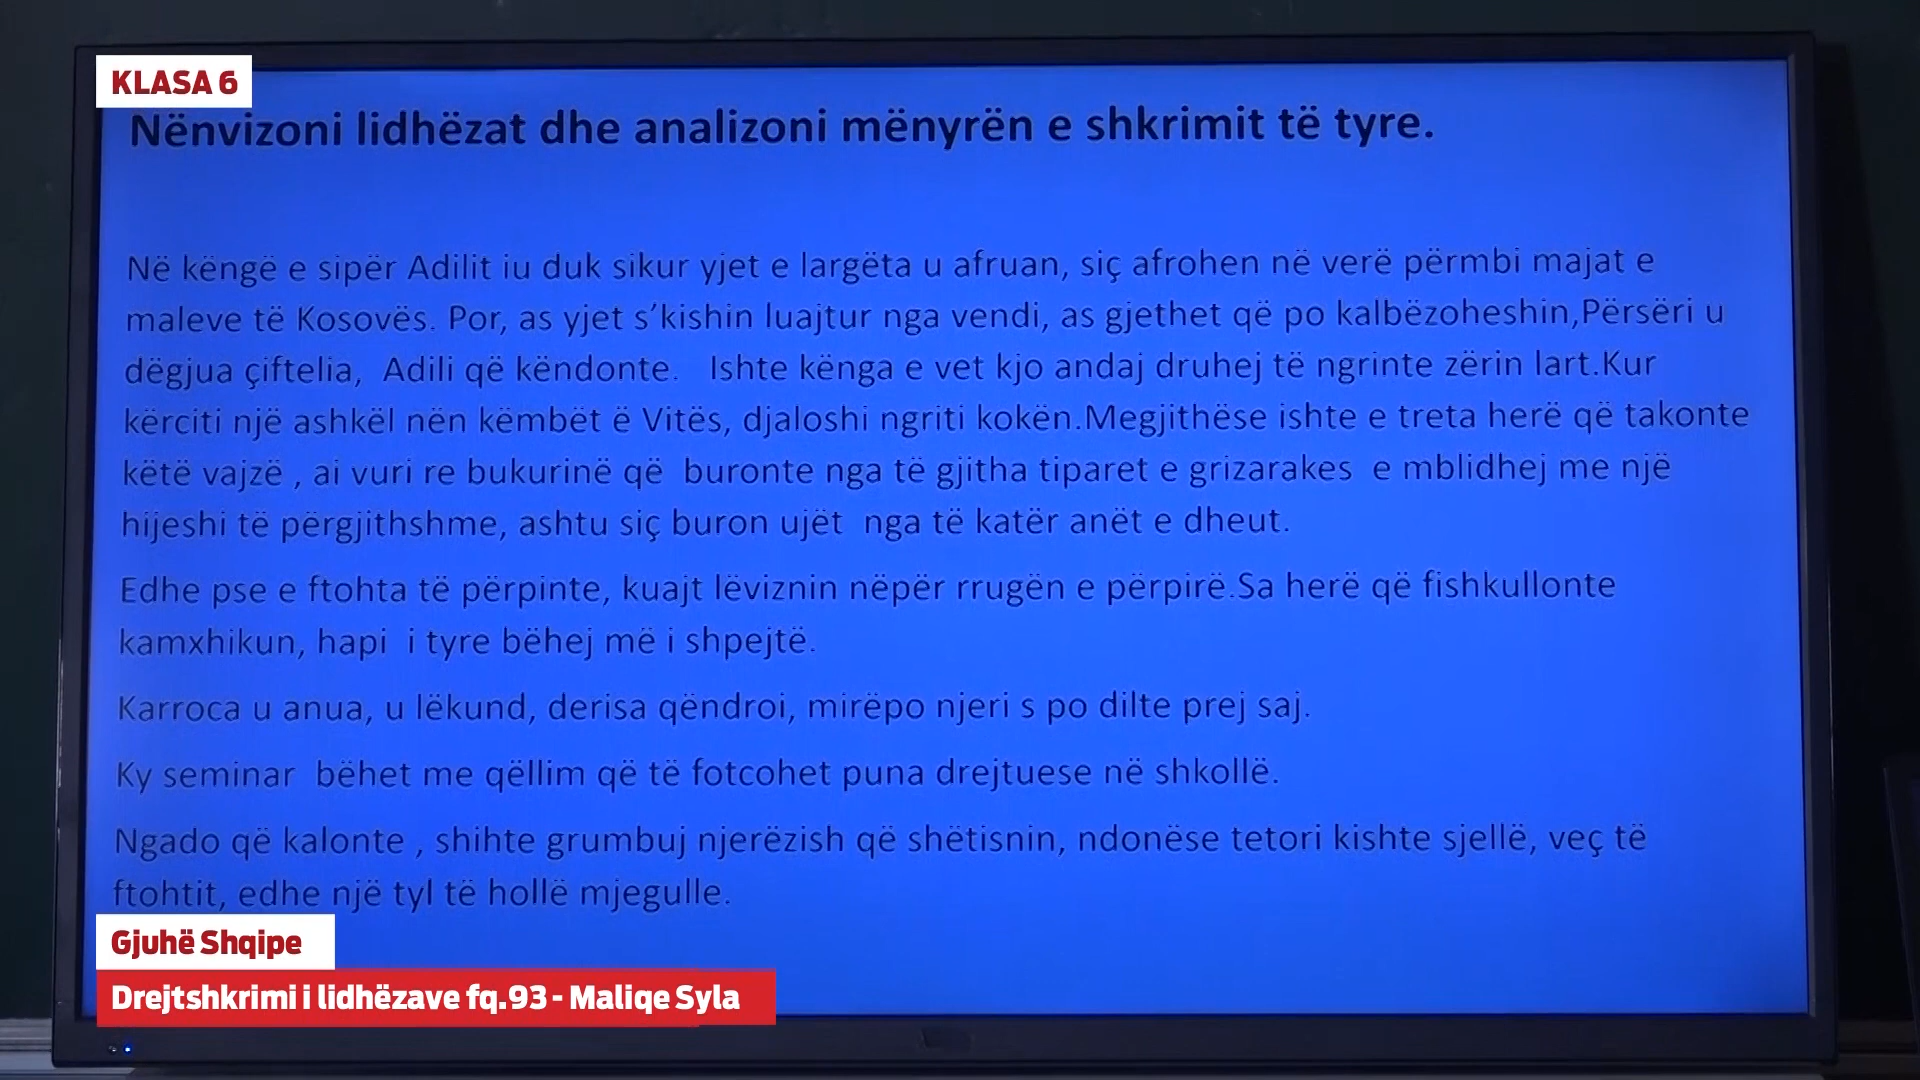 KLASA 6
Nënvizoni lidhëzat dhe analizoni mënyrën e shkrimit të tyre.
Në këngë e sipër Adilit iu duk sikur yjet e largëta u afruan, siç afrohen në verë përmbi majat e
maleve të Kosovës. Por, as yjet s’kishin luajtur nga vendi, as gjethet që po kalbëzoheshin,Përsëri u
dëgjua çiftelia, Adili që këndonte. Ishte kënga e vet kjo andaj druhej të ngrinte zërin lart.Kur
kërciti një ashkël nën këmbët ë Vitës, djaloshi ngriti kokën.Megjithëse ishte e treta herë që takonte
këtë vajzë , ai vuri re bukurinë që buronte nga të gjitha tiparet e grizarakes e mblidhej me një
hijeshi të përgjithshme, ashtu siç buron ujët nga të katër anët e dheut.
Edhe pse e ftohta të përpinte, kuajt lëviznin nëpër rrugën e përpirë.Sa herë që fishkullonte
kamxhikun, hapi i tyre bëhej më i shpejtë.
Karroca u anua, u lëkund, derisa qëndroi, mirëpo njeri s po dilte prej saj.
Ky seminar bëhet me qëllim që të fotcohet puna drejtuese në shkollë.
Ngado që kalonte , shihte grumbuj njerëzish që shëtisnin, ndonëse tetori kishte sjellë, veç të
ftohtit, edhe një tyl të hollë mjegulle.
Gjuhë Shqipe
Drejtshkrimi i lidhëzave fq.93 - Maliqe Syla